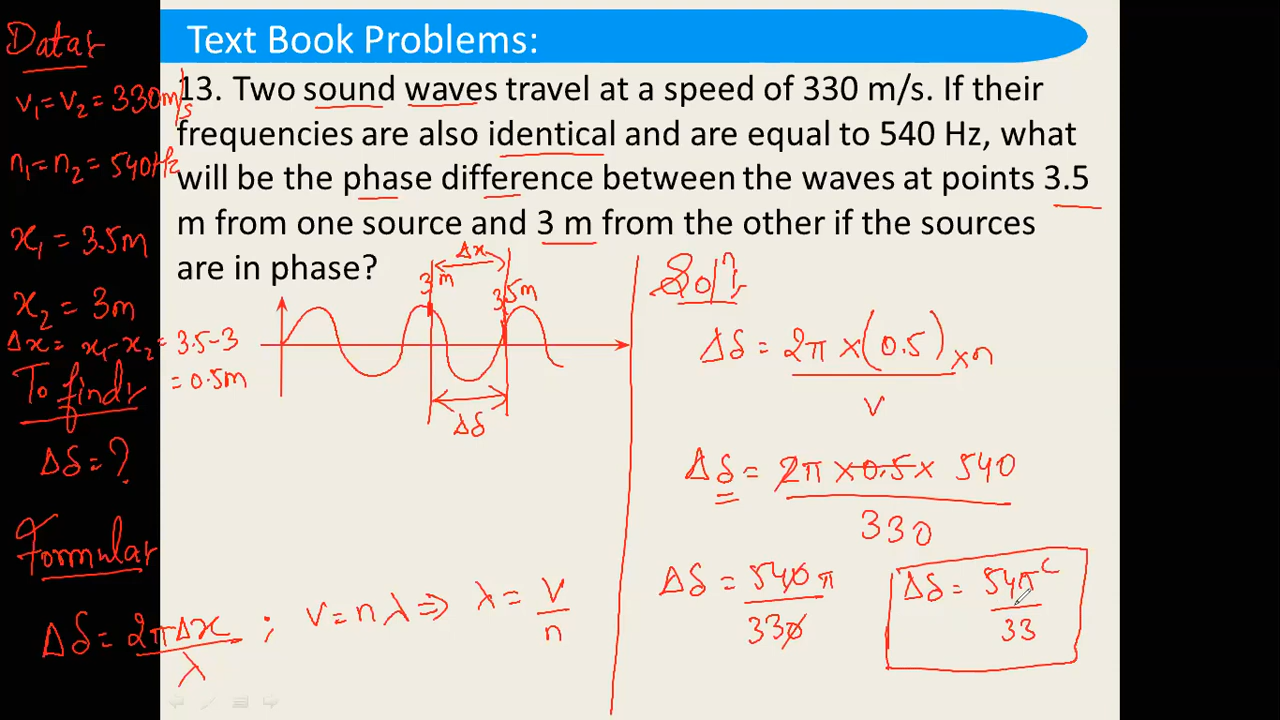 Text Book Problems:
13. Two sound waves travel at a speed of 330 m/s. If their
frequencies are also identical and are equal to 540 Hz, what
will be the phase difference between the waves at points 3.5
m from one source and 3 m from the other if the sources
are in phase?
Data:
v₁ = v₂ = 330m/s
n₁ = n₂ = 540Hz
x₁ = 3.5m
x₂ = 3m
Δx = x₁-x₂ = 3.5-3
= 0.5m
To find:
Δδ = ?
Formula:
Δδ = 2πΔx / λ ; v = nλ ⇒ λ = v / n
Δx
3m
3.5m
Δδ
Solⁿ:
Δδ = 2π × (0.5) × n / v
Δδ = 2π × 0.5 × 540 / 330
Δδ = 540 π / 330
Δδ = 54π^c / 33